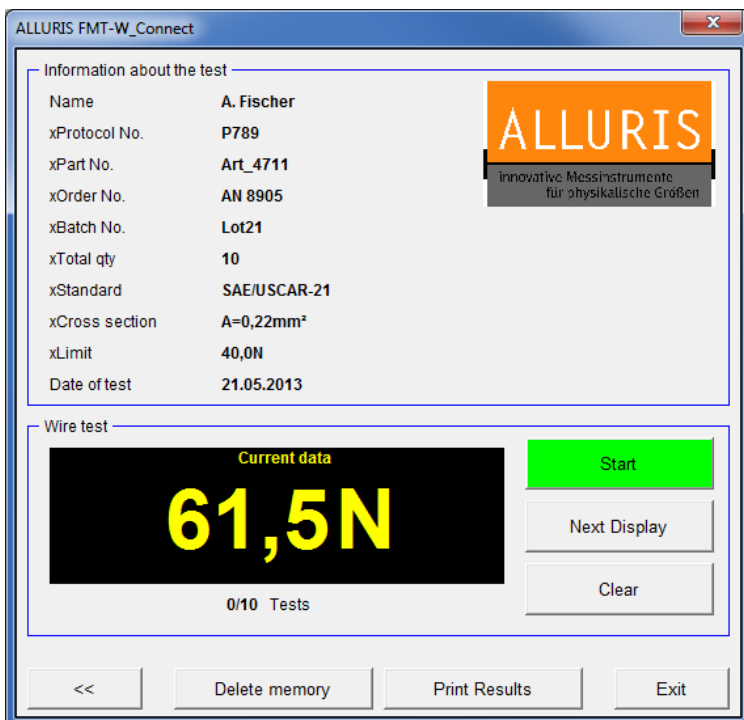 ALLURIS FMT-W_Connect
Information about the test
Name A. Fischer
xProtocol No. P789
xPart No. Art_4711
xOrder No. AN 8905
xBatch No. Lot21
xTotal qty 10
xStandard SAE/USCAR-21
xCross section A=0,22mm²
xLimit 40,0N
Date of test 21.05.2013
ALLURIS
innovative Messinstrumente
für physikalische Größen
Wire test
Current data
61,5N
0/10 Tests
Start
Next Display
Clear
<<
Delete memory
Print Results
Exit